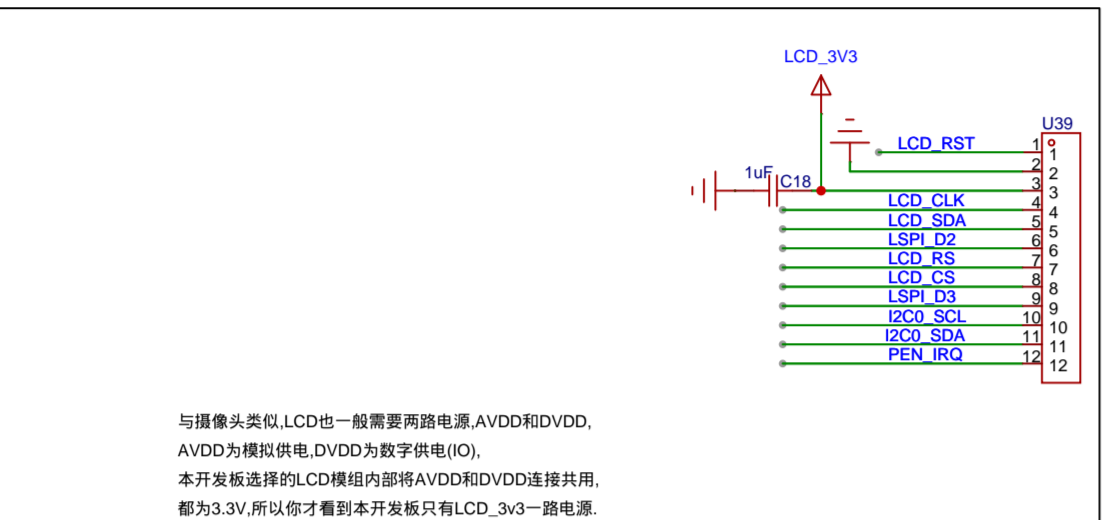 LCD_3V3
U39
LCD_RST 1 1
2 2
1uF C18 3 3
LCD_CLK 4 4
LCD_SDA 5 5
LSPI_D2 6 6
LCD_RS 7 7
LCD_CS 8 8
LSPI_D3 9 9
I2C0_SCL 10 10
I2C0_SDA 11 11
PEN_IRQ 12 12
与摄像头类似,LCD也一般需要两路电源,AVDD和DVDD,
AVDD为模拟供电,DVDD为数字供电(IO),
本开发板选择的LCD模组内部将AVDD和DVDD连接共用,
都为3.3V,所以你才看到本开发板只有LCD_3v3一路电源.